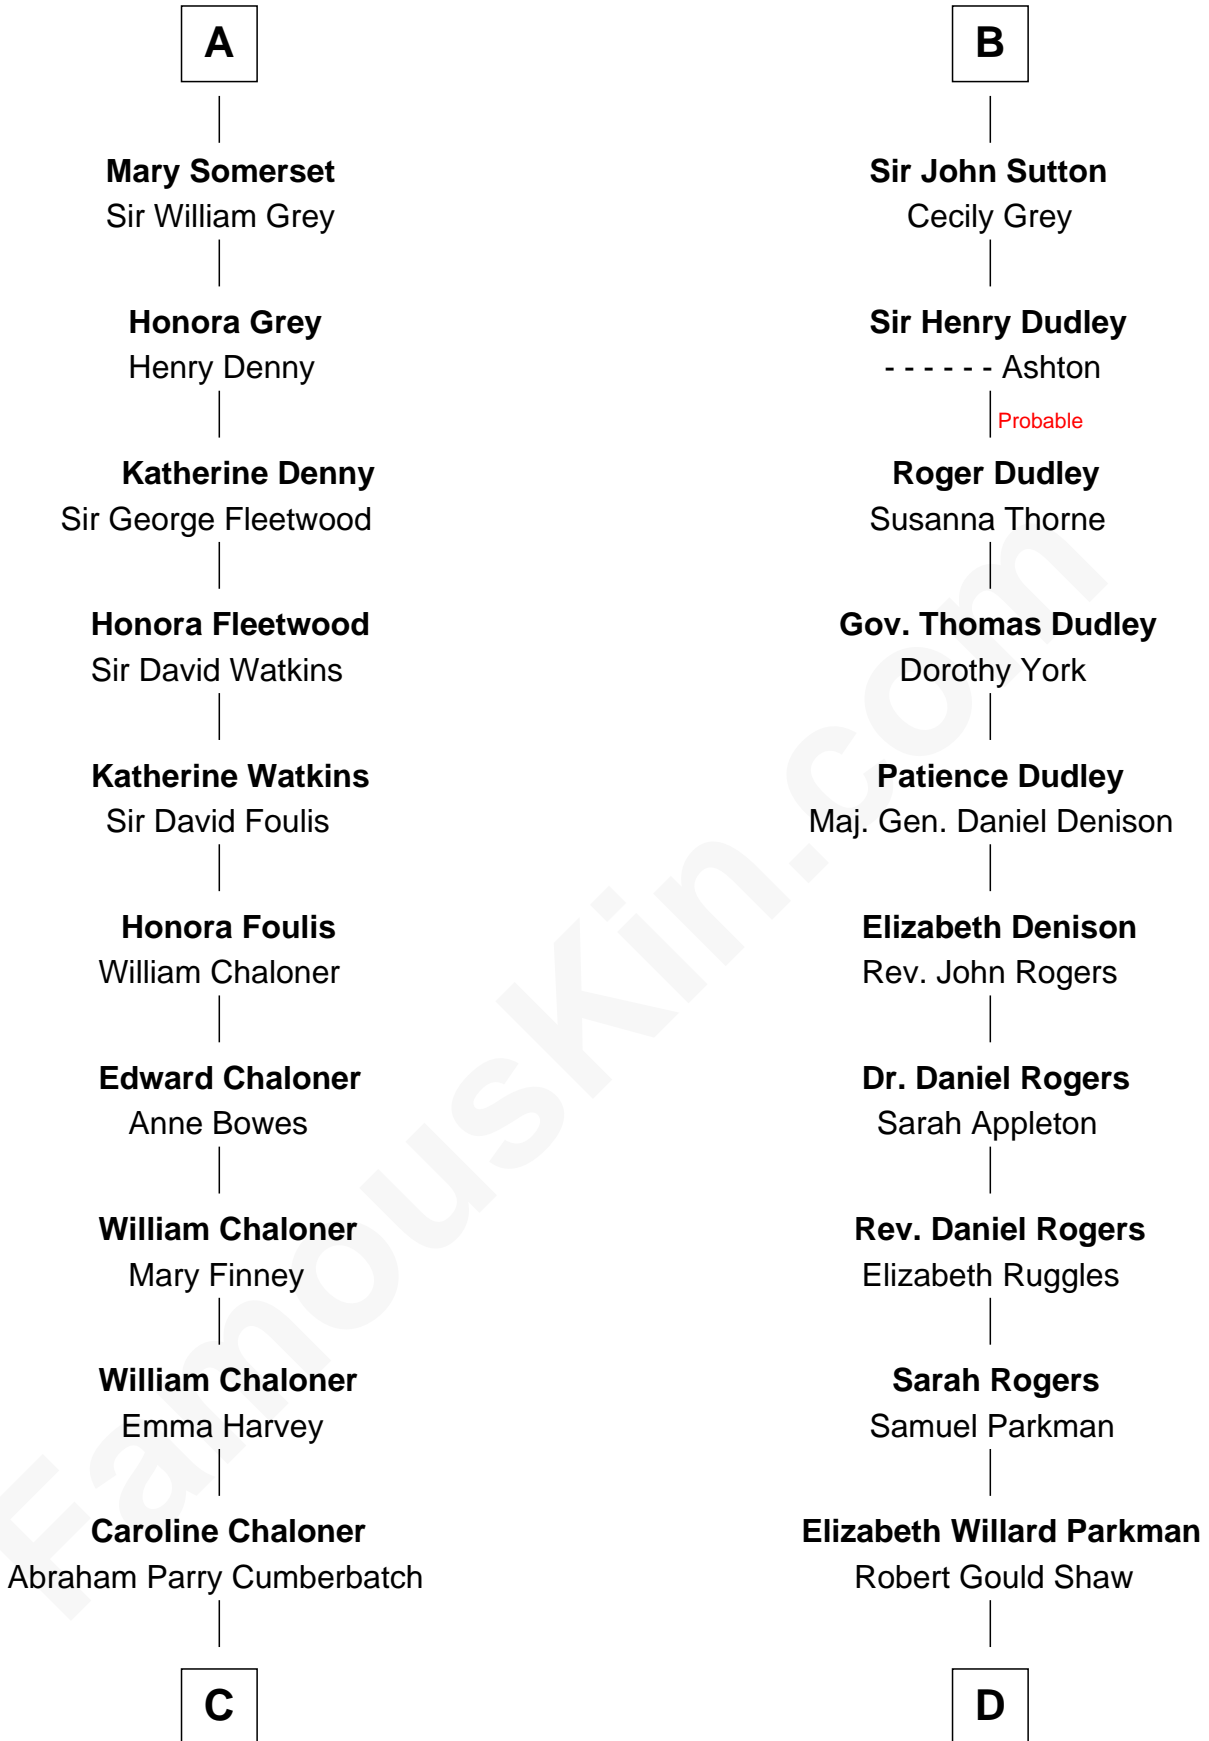 A
Mary Somerset
Sir William Grey
Honora Grey
Henry Denny
Katherine Denny
Sir George Fleetwood
Honora Fleetwood
Sir David Watkins
Katherine Watkins
Sir David Foulis
Honora Foulis
William Chaloner
Edward Chaloner
Anne Bowes
William Chaloner
Mary Finney
William Chaloner
Emma Harvey
Caroline Chaloner
Abraham Parry Cumberbatch
C
B
Sir John Sutton
Cecily Grey
Sir Henry Dudley
- - - - - - Ashton
Probable
Roger Dudley
Susanna Thorne
Gov. Thomas Dudley
Dorothy York
Patience Dudley
Maj. Gen. Daniel Denison
Elizabeth Denison
Rev. John Rogers
Dr. Daniel Rogers
Sarah Appleton
Rev. Daniel Rogers
Elizabeth Ruggles
Sarah Rogers
Samuel Parkman
Elizabeth Willard Parkman
Robert Gould Shaw
D
FamousKin.com